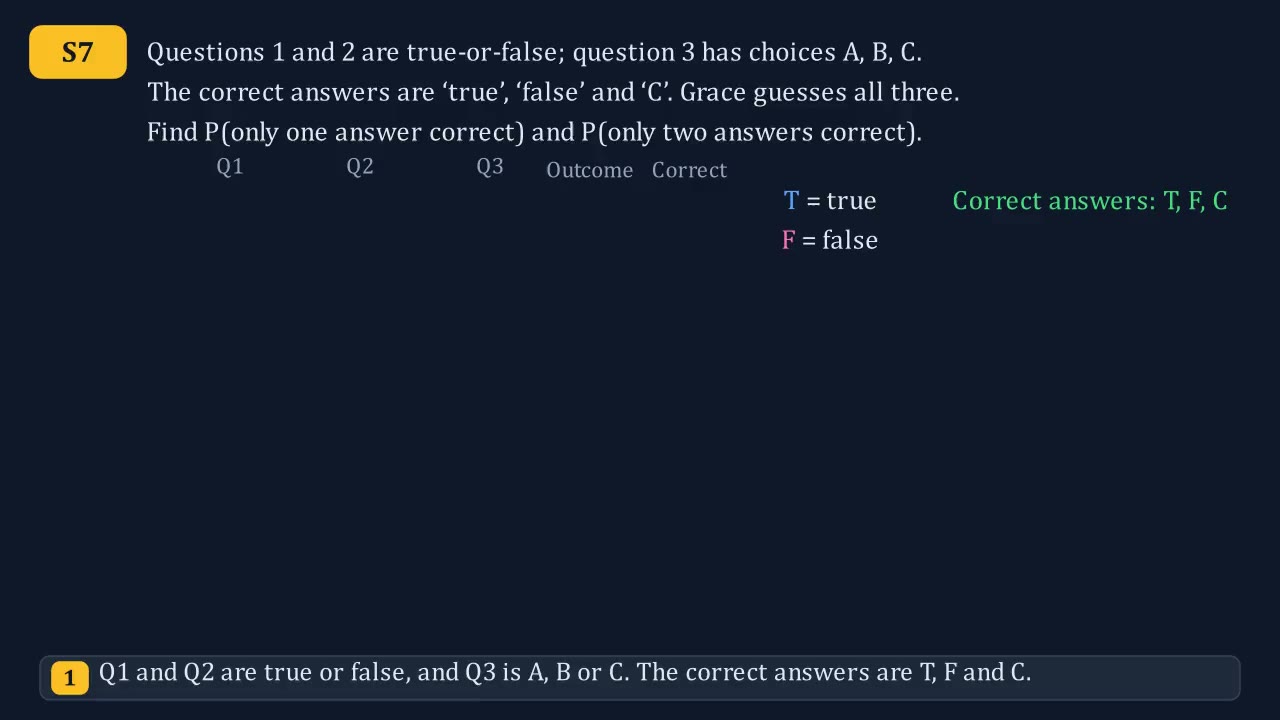 S7
Questions 1 and 2 are true-or-false; question 3 has choices A, B, C.
The correct answers are ‘true’, ‘false’ and ‘C’. Grace guesses all three.
Find P(only one answer correct) and P(only two answers correct).
Q1 Q2 Q3 Outcome Correct
T = true Correct answers: T, F, C
F = false
1 Q1 and Q2 are true or false, and Q3 is A, B or C. The correct answers are T, F and C.